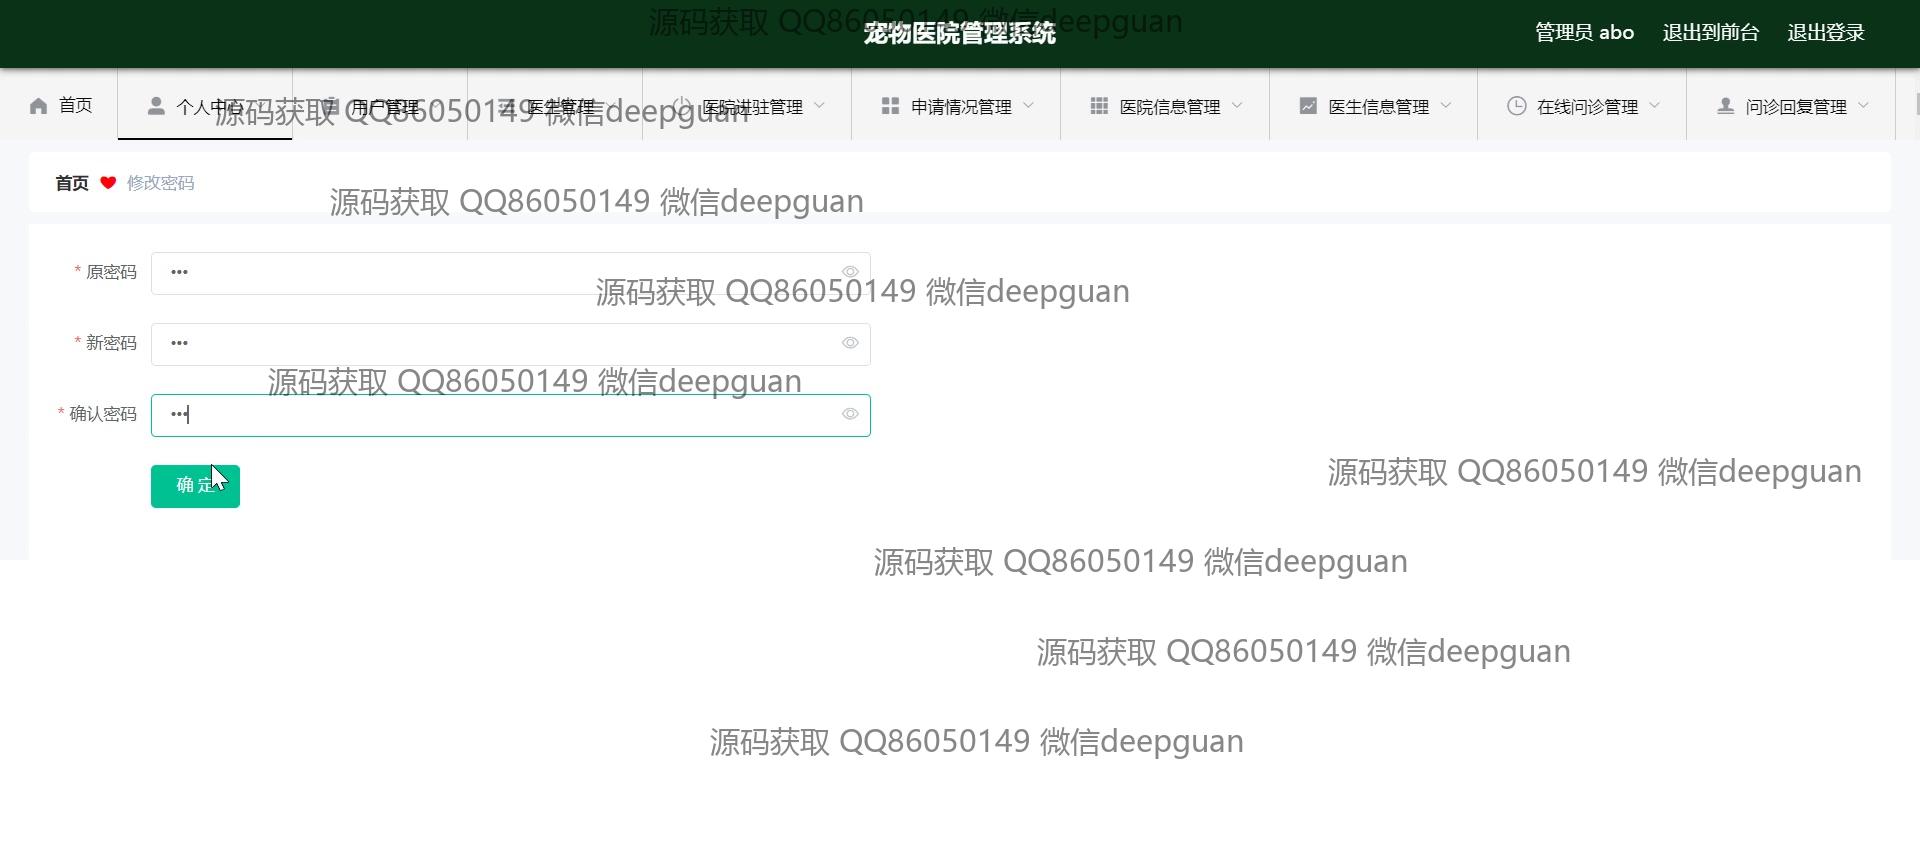 源码获取 QQ86050149 微信deepguan
宠物医院管理系统
管理员 abo 退出到前台 退出登录
首页 个人中心 用户管理 医生管理 医院进驻管理 申请情况管理 医院信息管理 医生信息管理 在线问诊管理 问诊回复管理
源码获取 QQ86050149 微信deepguan
首页 修改密码
源码获取 QQ86050149 微信deepguan
* 原密码 •••
源码获取 QQ86050149 微信deepguan
* 新密码 •••
源码获取 QQ86050149 微信deepguan
* 确认密码 •••
确 定
源码获取 QQ86050149 微信deepguan
源码获取 QQ86050149 微信deepguan
源码获取 QQ86050149 微信deepguan
源码获取 QQ86050149 微信deepguan